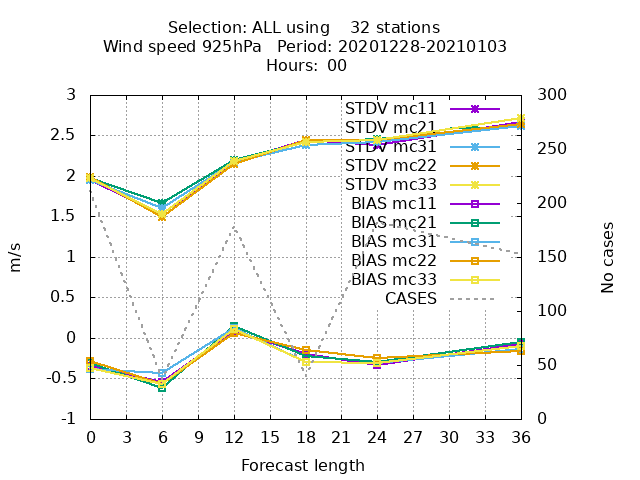 Selection: ALL using    32 stations
Wind speed 925hPa   Period: 20201228-20210103
Hours:  00
3
2.5
2
1.5
1
0.5
0
-0.5
-1
m/s
300
250
200
150
100
50
0
No cases
STDV mc11
STDV mc21
STDV mc31
STDV mc22
STDV mc33
BIAS mc11
BIAS mc21
BIAS mc31
BIAS mc22
BIAS mc33
CASES
0 3 6 9 12 15 18 21 24 27 30 33 36
Forecast length